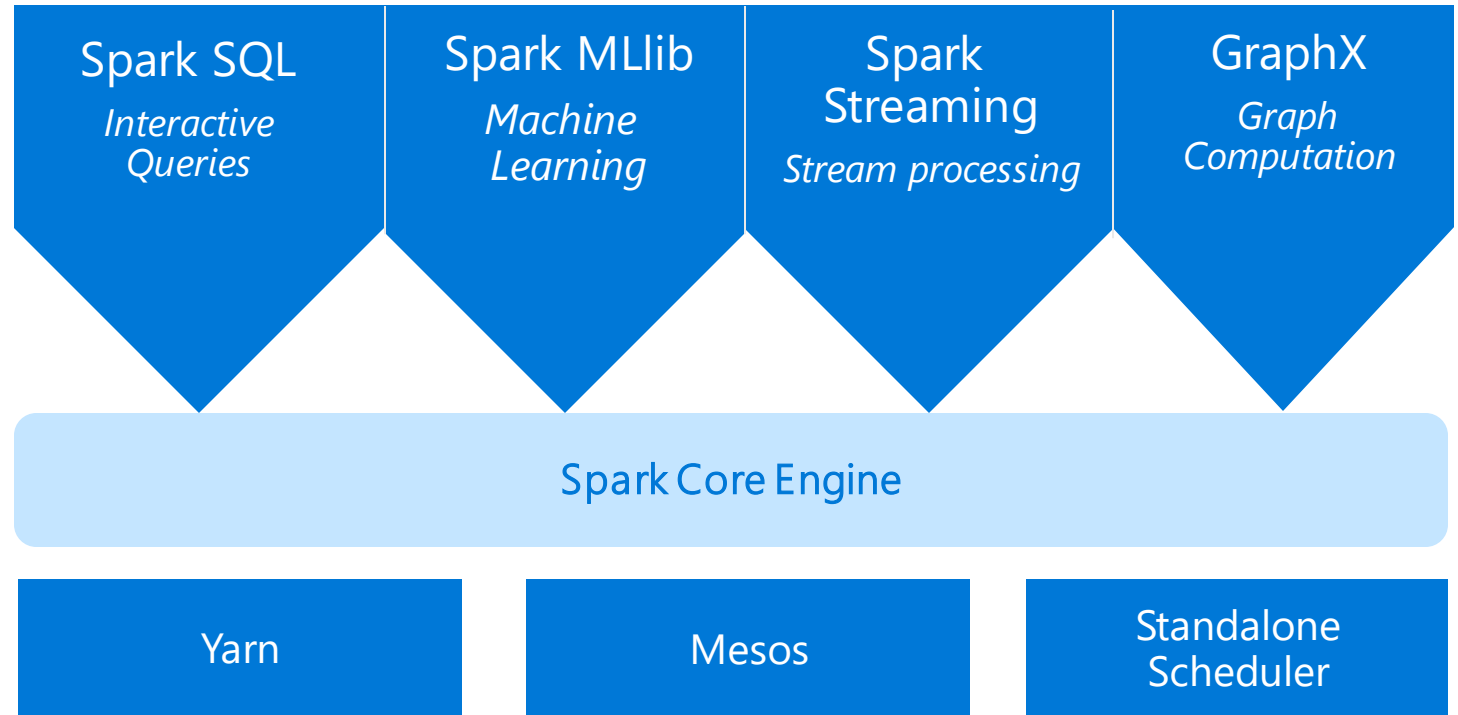 Spark SQL
Interactive
Queries
Spark MLlib
Machine
Learning
Spark
Streaming
Stream processing
GraphX
Graph
Computation
Spark Core Engine
Yarn
Mesos
Standalone
Scheduler